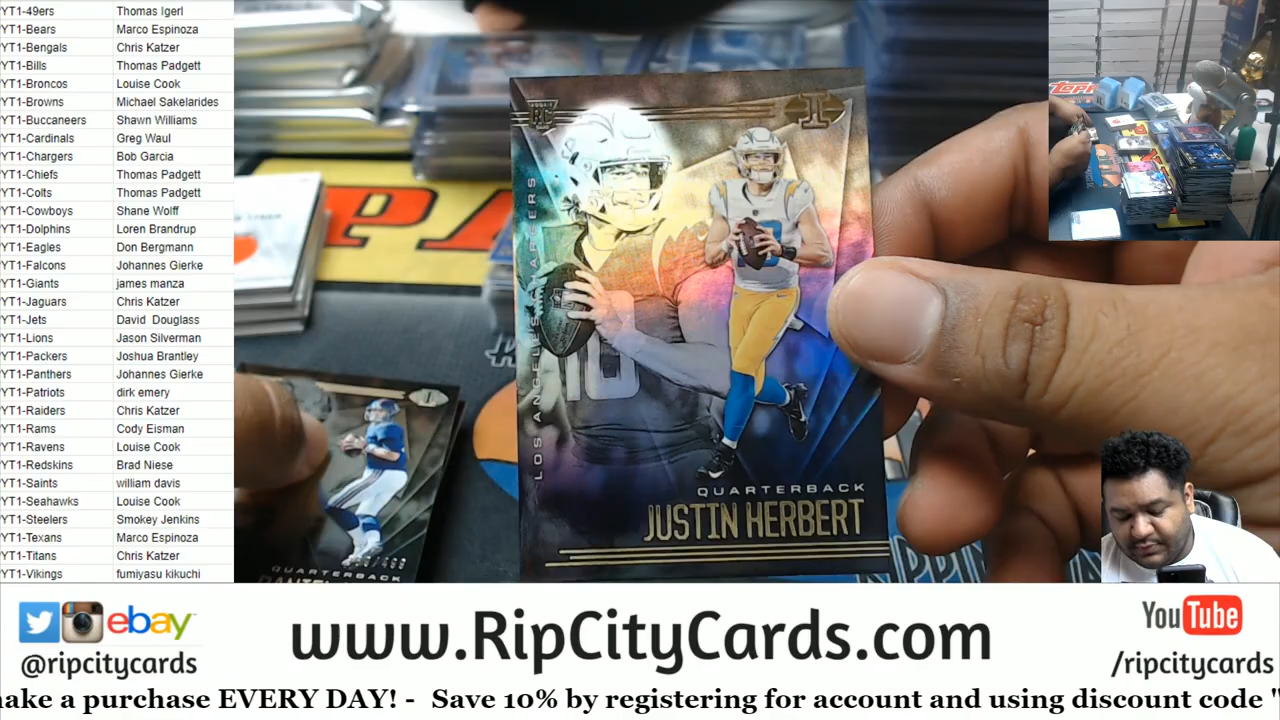 YT1-49ers Thomas Igerl
YT1-Bears Marco Espinoza
YT1-Bengals Chris Katzer
YT1-Bills Thomas Padgett
YT1-Broncos Louise Cook
YT1-Browns Michael Sakelarides
YT1-Buccaneers Shawn Williams
YT1-Cardinals Greg Waul
YT1-Chargers Bob Garcia
YT1-Chiefs Thomas Padgett
YT1-Colts Thomas Padgett
YT1-Cowboys Shane Wolff
YT1-Dolphins Loren Brandrup
YT1-Eagles Don Bergmann
YT1-Falcons Johannes Gierke
YT1-Giants james manza
YT1-Jaguars Chris Katzer
YT1-Jets David Douglass
YT1-Lions Jason Silverman
YT1-Packers Joshua Brantley
YT1-Panthers Johannes Gierke
YT1-Patriots dirk emery
YT1-Raiders Chris Katzer
YT1-Rams Cody Eisman
YT1-Ravens Louise Cook
YT1-Redskins Brad Niese
YT1-Saints william davis
YT1-Seahawks Louise Cook
YT1-Steelers Smokey Jenkins
YT1-Texans Marco Espinoza
YT1-Titans Chris Katzer
YT1-Vikings fumiyasu kikuchi
RC
LOS ANGELES CHARGERS
10
QUARTERBACK
JUSTIN HERBERT
QUARTERBACK
Topps
ebay
@ripcitycards
www.RipCityCards.com
YouTube
/ripcitycards
make a purchase EVERY DAY! - Save 10% by registering for account and using discount code "